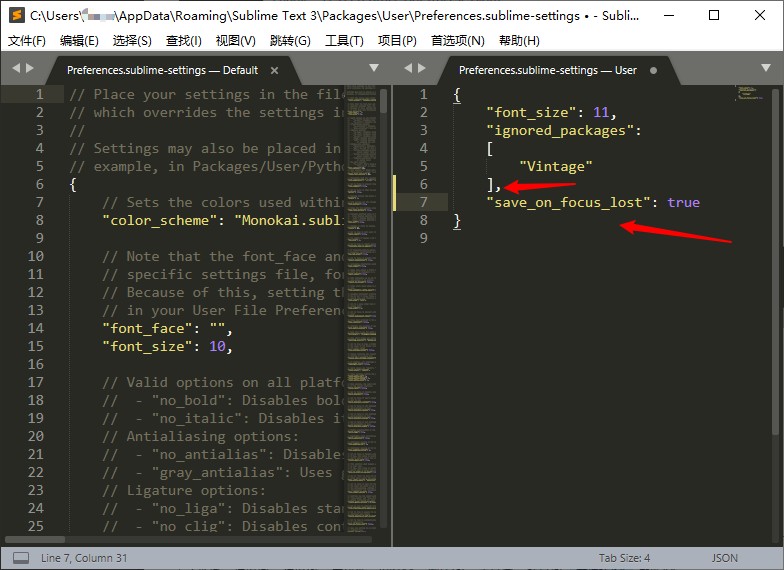 C:\Users\ \AppData\Roaming\Sublime Text 3\Packages\User\Preferences.sublime-settings • - Subli...
文件(F) 编辑(E) 选择(S) 查找(I) 视图(V) 跳转(G) 工具(T) 项目(P) 首选项(N) 帮助(H)
Preferences.sublime-settings — Default
1 // Place your settings in the file
2 // which overrides the settings i
3 //
4 // Settings may also be placed in
5 // example, in Packages/User/Pyth
6 {
7 // Sets the colors used withi
8 "color_scheme": "Monokai.subl
9
10 // Note that the font_face an
11 // specific settings file, fo
12 // Because of this, setting th
13 // in your User File Preferen
14 "font_face": "",
15 "font_size": 10,
16
17 // Valid options on all platf
18 // - "no_bold": Disables bol
19 // - "no_italic": Disables i
20 // Antialiasing options:
21 // - "no_antialias": Disable
22 // - "gray_antialias": Uses
23 // Ligature options:
24 // - "no_liga": Disables sta
25 // - "no_clig": Disables con
Preferences.sublime-settings — User
1 {
2 "font_size": 11,
3 "ignored_packages":
4 [
5 "Vintage"
6 ],
7 "save_on_focus_lost": true
8 }
9
Line 7, Column 31
Tab Size: 4
JSON